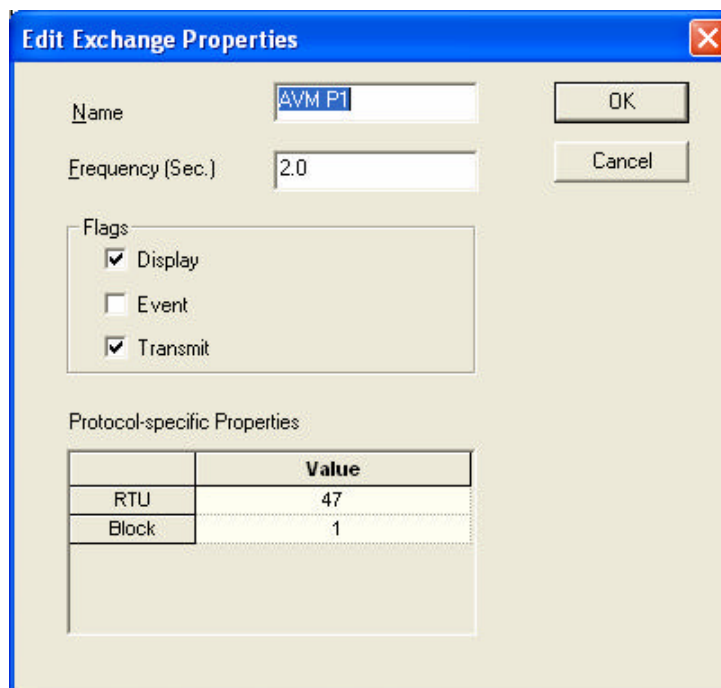 Edit Exchange Properties
Name
AVM P1
OK
Frequency (Sec.)
2.0
Cancel
Flags
Display
Event
Transmit
Protocol-specific Properties
Value
RTU 47
Block 1